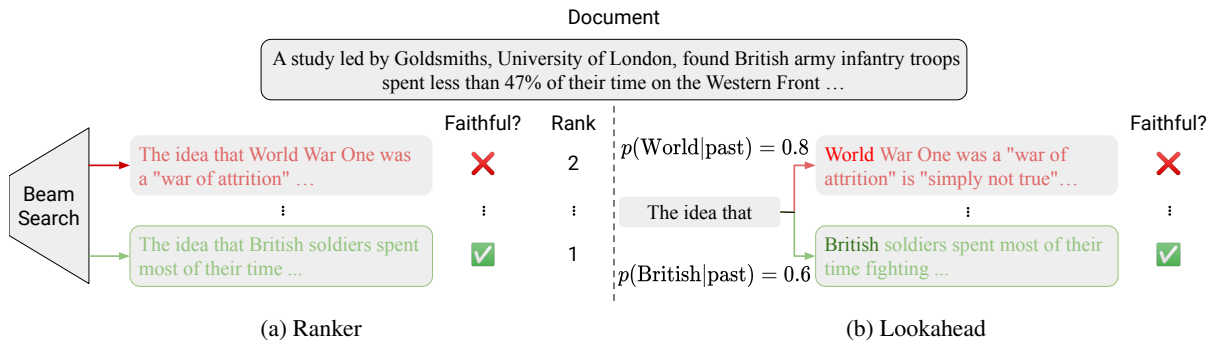 Document
A study led by Goldsmiths, University of London, found British army infantry troops
spent less than 47% of their time on the Western Front ...
Beam
Search
Faithful?
Rank
The idea that World War One was
a "war of attrition" ...
2
The idea that British soldiers spent
most of their time ...
1
(a) Ranker
Faithful?
p(World|past) = 0.8
World War One was a "war of
attrition" is "simply not true"...
The idea that
British soldiers spent most of their
time fighting ...
p(British|past) = 0.6
(b) Lookahead